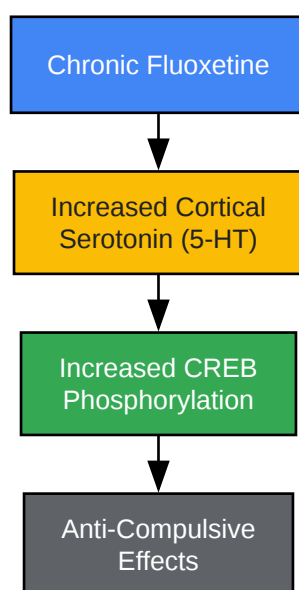 Chronic Fluoxetine
Increased Cortical
Serotonin (5-HT)
Increased CREB
Phosphorylation
Anti-Compulsive
Effects